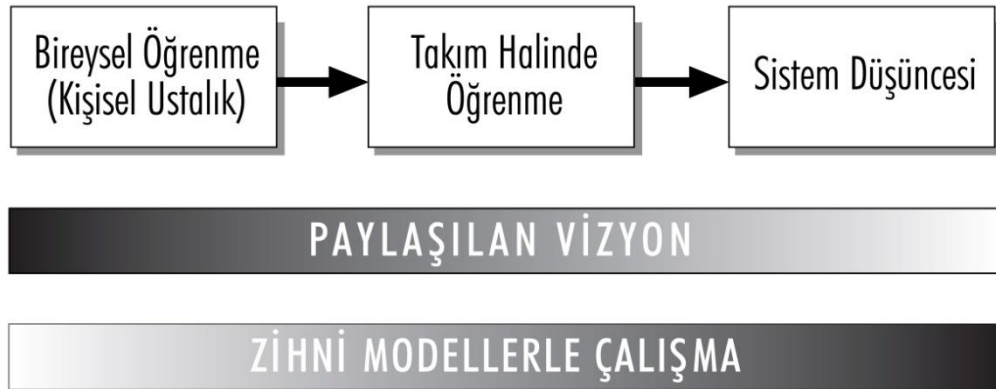 Bireysel Öğrenme
(Kişisel Ustalık)
Takım Halinde
Öğrenme
Sistem Düşüncesi
PAYLAŞILAN VİZYON
ZİHNİ MODELLERLE ÇALIŞMA